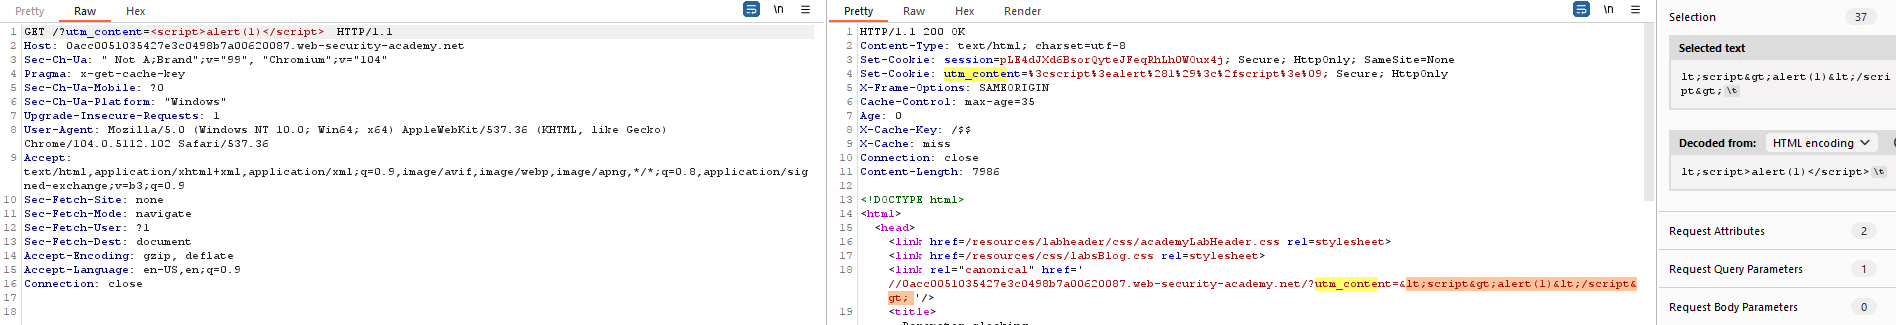 Pretty Raw Hex \n
1 GET /?utm_content=<script>alert(1)</script> HTTP/1.1
2 Host: 0acc0051035427e3c0498b7a00620087.web-security-academy.net
3 Sec-Ch-Ua: " Not A;Brand";v="99", "Chromium";v="104"
4 Pragma: x-get-cache-key
5 Sec-Ch-Ua-Mobile: ?0
6 Sec-Ch-Ua-Platform: "Windows"
7 Upgrade-Insecure-Requests: 1
8 User-Agent: Mozilla/5.0 (Windows NT 10.0; Win64; x64) AppleWebKit/537.36 (KHTML, like Gecko)
Chrome/104.0.5112.102 Safari/537.36
9 Accept:
text/html,application/xhtml+xml,application/xml;q=0.9,image/avif,image/webp,image/apng,*/*;q=0.8,application/sig
ned-exchange;v=b3;q=0.9
10 Sec-Fetch-Site: none
11 Sec-Fetch-Mode: navigate
12 Sec-Fetch-User: ?1
13 Sec-Fetch-Dest: document
14 Accept-Encoding: gzip, deflate
15 Accept-Language: en-US,en;q=0.9
16 Connection: close
17
18
Pretty Raw Hex Render \n
1 HTTP/1.1 200 OK
2 Content-Type: text/html; charset=utf-8
3 Set-Cookie: session=pLE4dJXd6BsorQyteJFeqRhLh0WOux4j; Secure; HttpOnly; SameSite=None
4 Set-Cookie: utm_content=%3cscript%3ealert%281%29%3c%2fscript%3e%09; Secure; HttpOnly
5 X-Frame-Options: SAMEORIGIN
6 Cache-Control: max-age=35
7 Age: 0
8 X-Cache-Key: /$$
9 X-Cache: miss
10 Connection: close
11 Content-Length: 7986
12
13 <!DOCTYPE html>
14 <html>
15 <head>
16 <link href=/resources/labheader/css/academyLabHeader.css rel=stylesheet>
17 <link href=/resources/css/labsBlog.css rel=stylesheet>
18 <link rel="canonical" href='
//0acc0051035427e3c0498b7a00620087.web-security-academy.net/?utm_content=&lt;script&gt;alert(1)&lt;/script&
gt; '/>
19 <title>
Parameter cloaking
Selection 37
Selected text
lt;script&gt;alert(1)&lt;/scri
pt&gt; \t
Decoded from: HTML encoding
lt;script>alert(1)</script> \t
Request Attributes 2
Request Query Parameters 1
Request Body Parameters 0